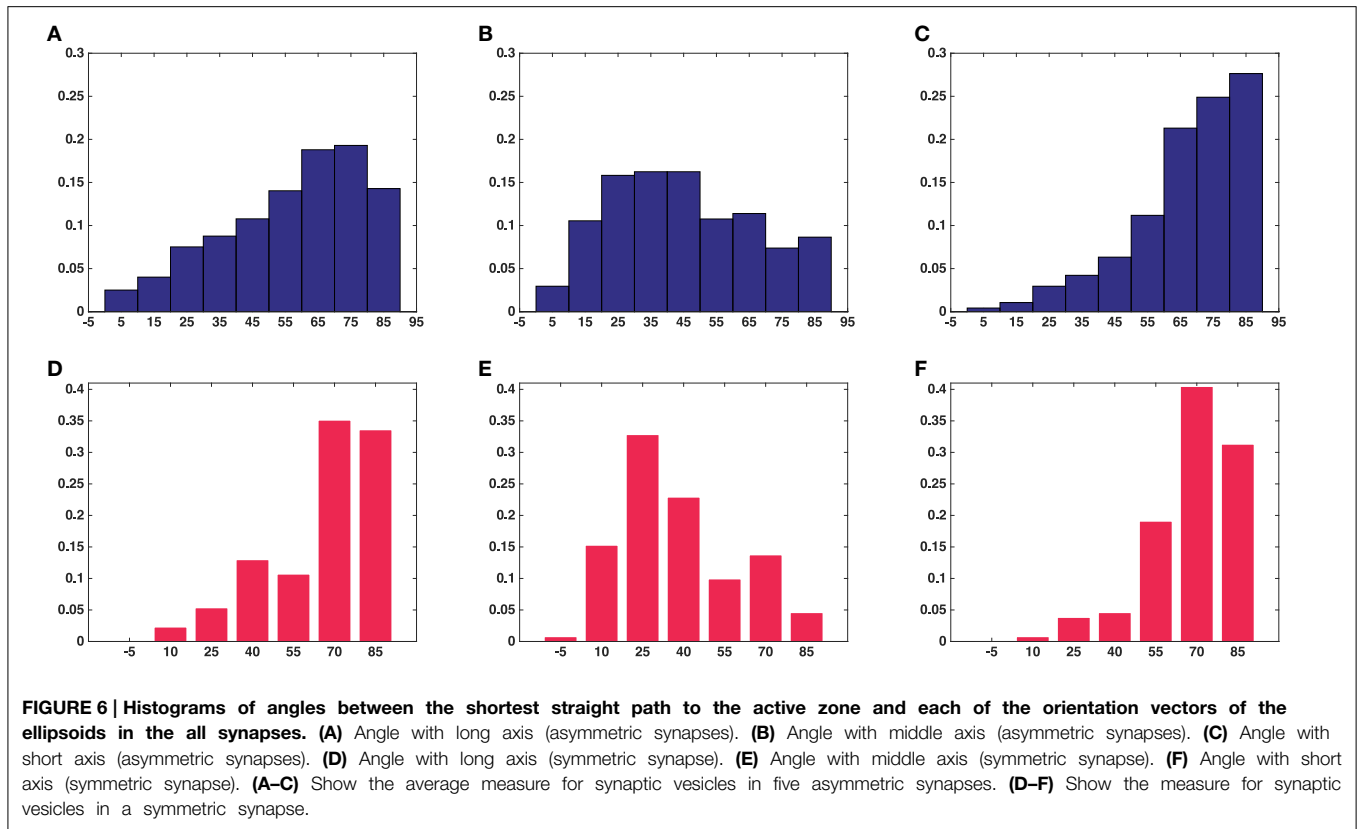 A
0.3
0.25
0.2
0.15
0.1
0.05
0
-5 5 15 25 35 45 55 65 75 85 95
B
0.3
0.25
0.2
0.15
0.1
0.05
0
-5 5 15 25 35 45 55 65 75 85 95
C
0.3
0.25
0.2
0.15
0.1
0.05
0
-5 5 15 25 35 45 55 65 75 85 95
D
0.4
0.35
0.3
0.25
0.2
0.15
0.1
0.05
0
-5 10 25 40 55 70 85
E
0.4
0.35
0.3
0.25
0.2
0.15
0.1
0.05
0
-5 10 25 40 55 70 85
F
0.4
0.35
0.3
0.25
0.2
0.15
0.1
0.05
0
-5 10 25 40 55 70 85
FIGURE 6 | Histograms of angles between the shortest straight path to the active zone and each of the orientation vectors of the
ellipsoids in the all synapses. (A) Angle with long axis (asymmetric synapses). (B) Angle with middle axis (asymmetric synapses). (C) Angle with
short axis (asymmetric synapses). (D) Angle with long axis (symmetric synapse). (E) Angle with middle axis (symmetric synapse). (F) Angle with short
axis (symmetric synapse). (A–C) Show the average measure for synaptic vesicles in five asymmetric synapses. (D–F) Show the measure for synaptic
vesicles in a symmetric synapse.